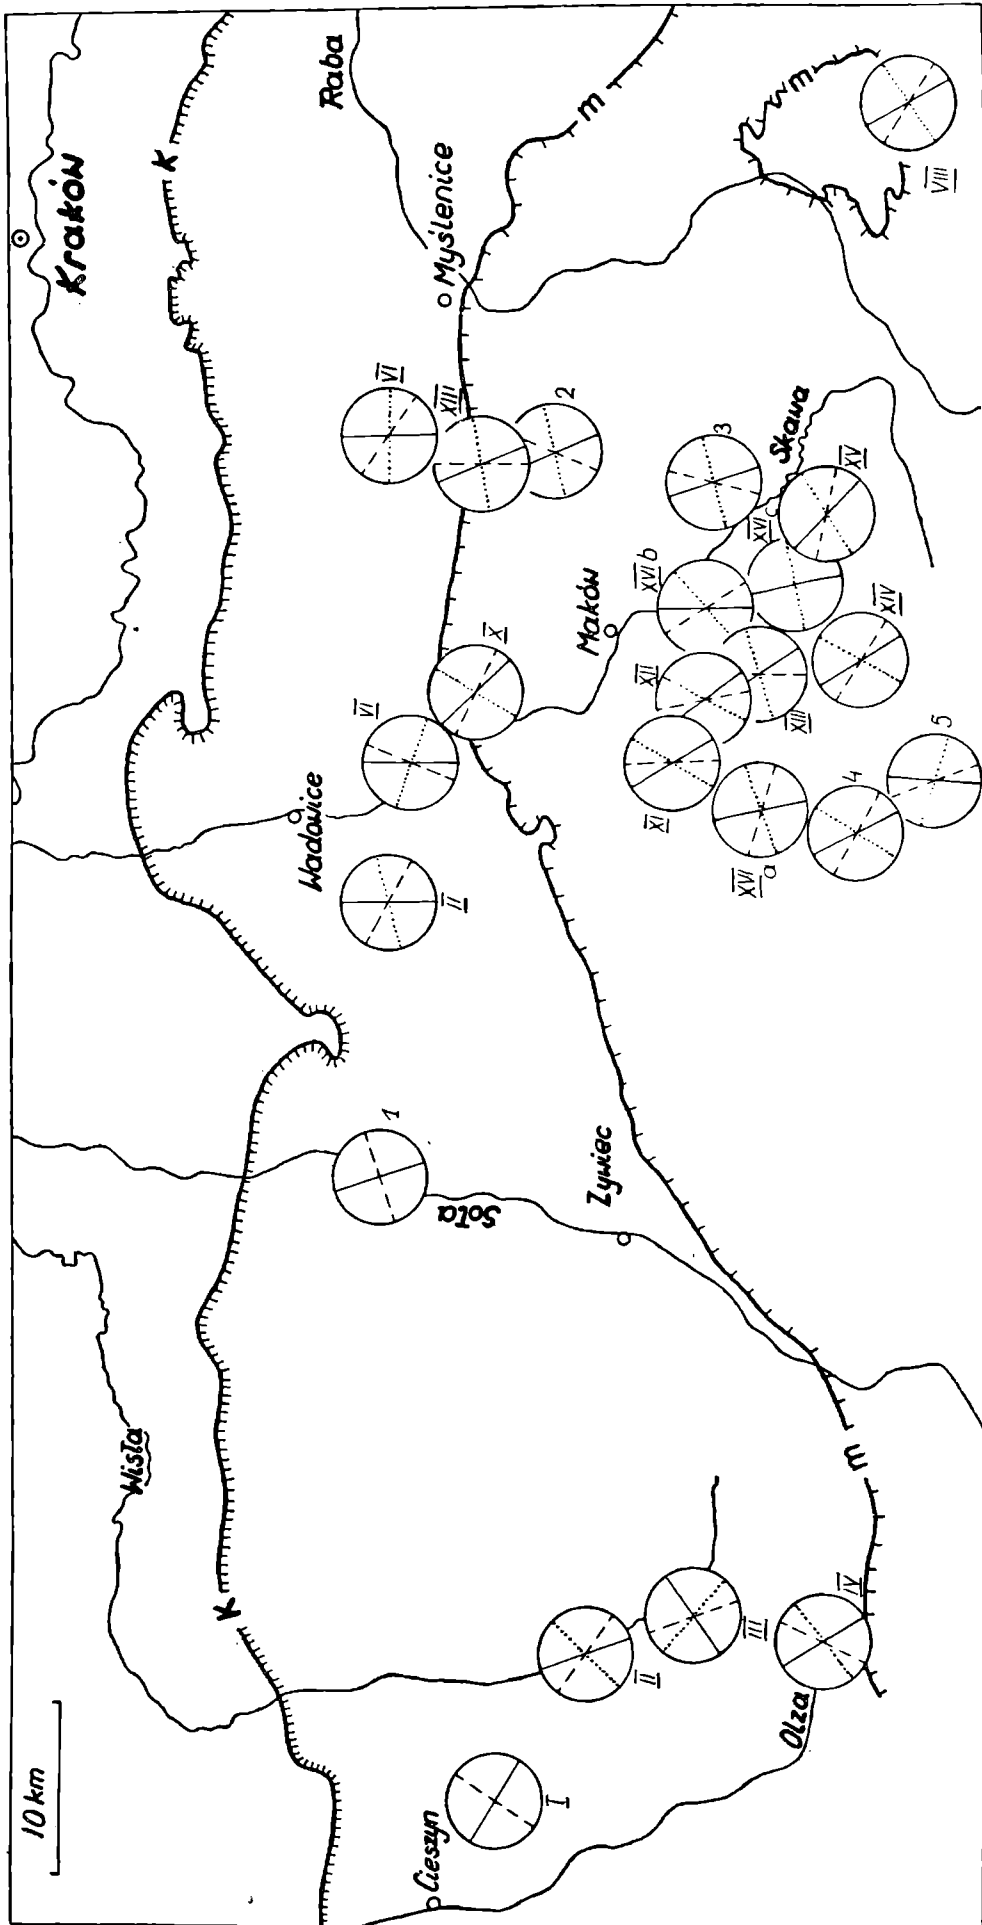 Kraków
K
Raba
m
Myślenice
m
VIII
VI
XIII
2
3
Skawa
XV
XVI c
XVI b
Maków
XIV
XII
XIII
X
VI
XI
5
4
XVI a
Wadowice
II
1
Soła
Żywiec
Wisła
K
m
II
III
IV
Olza
I
Cieszyn
10 km